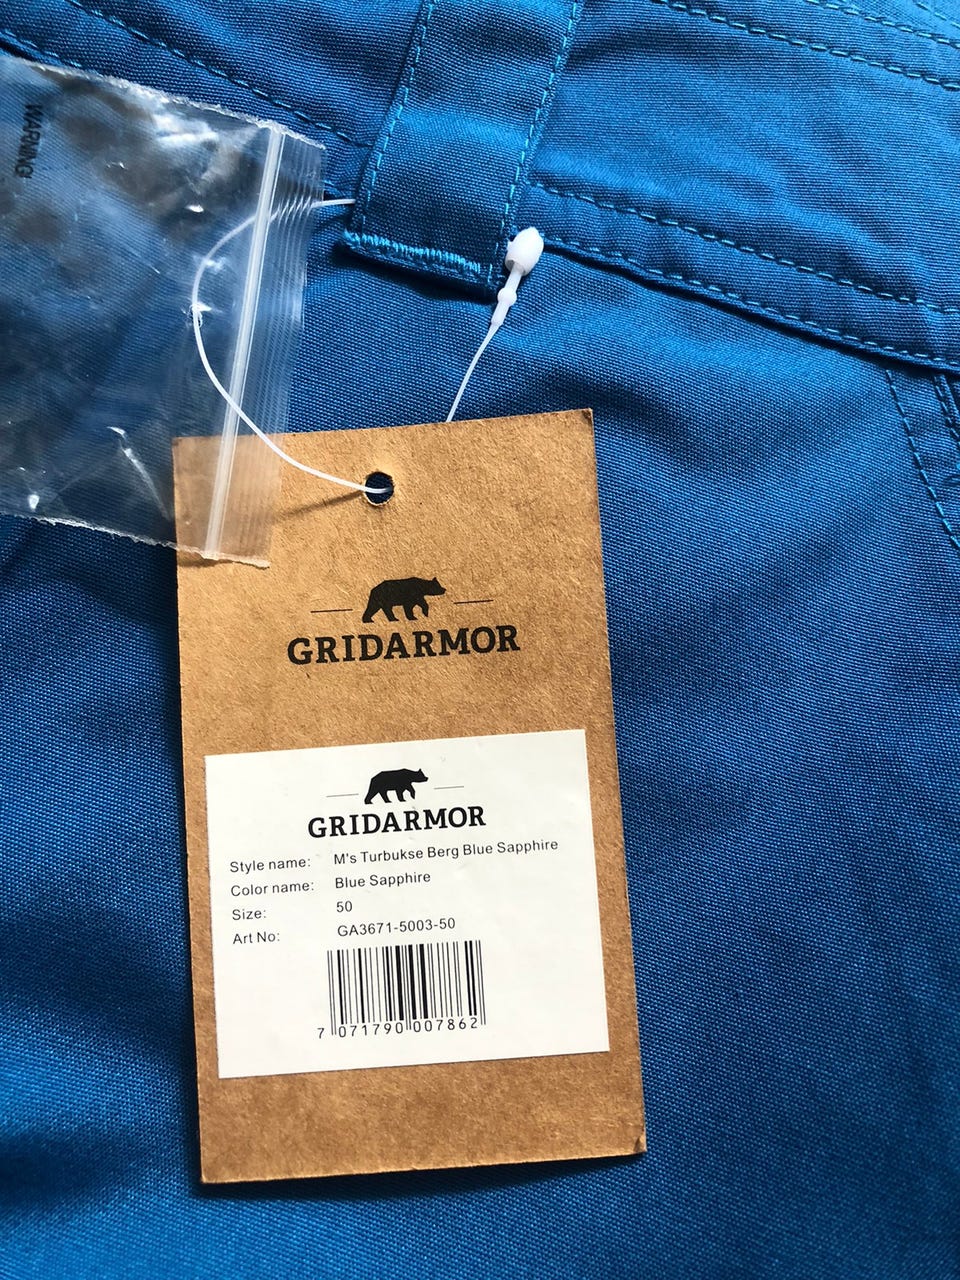 WARNING
GRIDARMOR
GRIDARMOR
Style name: M's Turbukse Berg Blue Sapphire
Color name: Blue Sapphire
Size: 50
Art No: GA3671-5003-50
7 071790 007862